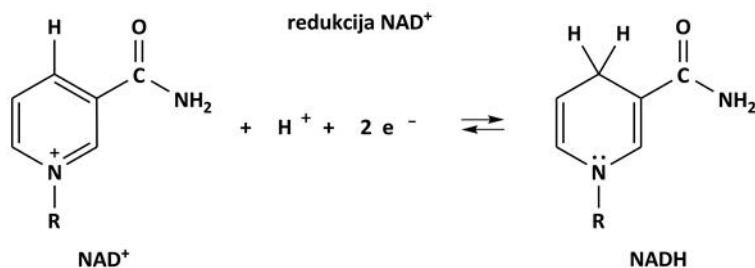 redukcija NAD⁺
H
O
C
NH₂
N
+
R
NAD⁺
+ H ⁺ + 2 e ⁻
H H
O
C
NH₂
N
R
NADH